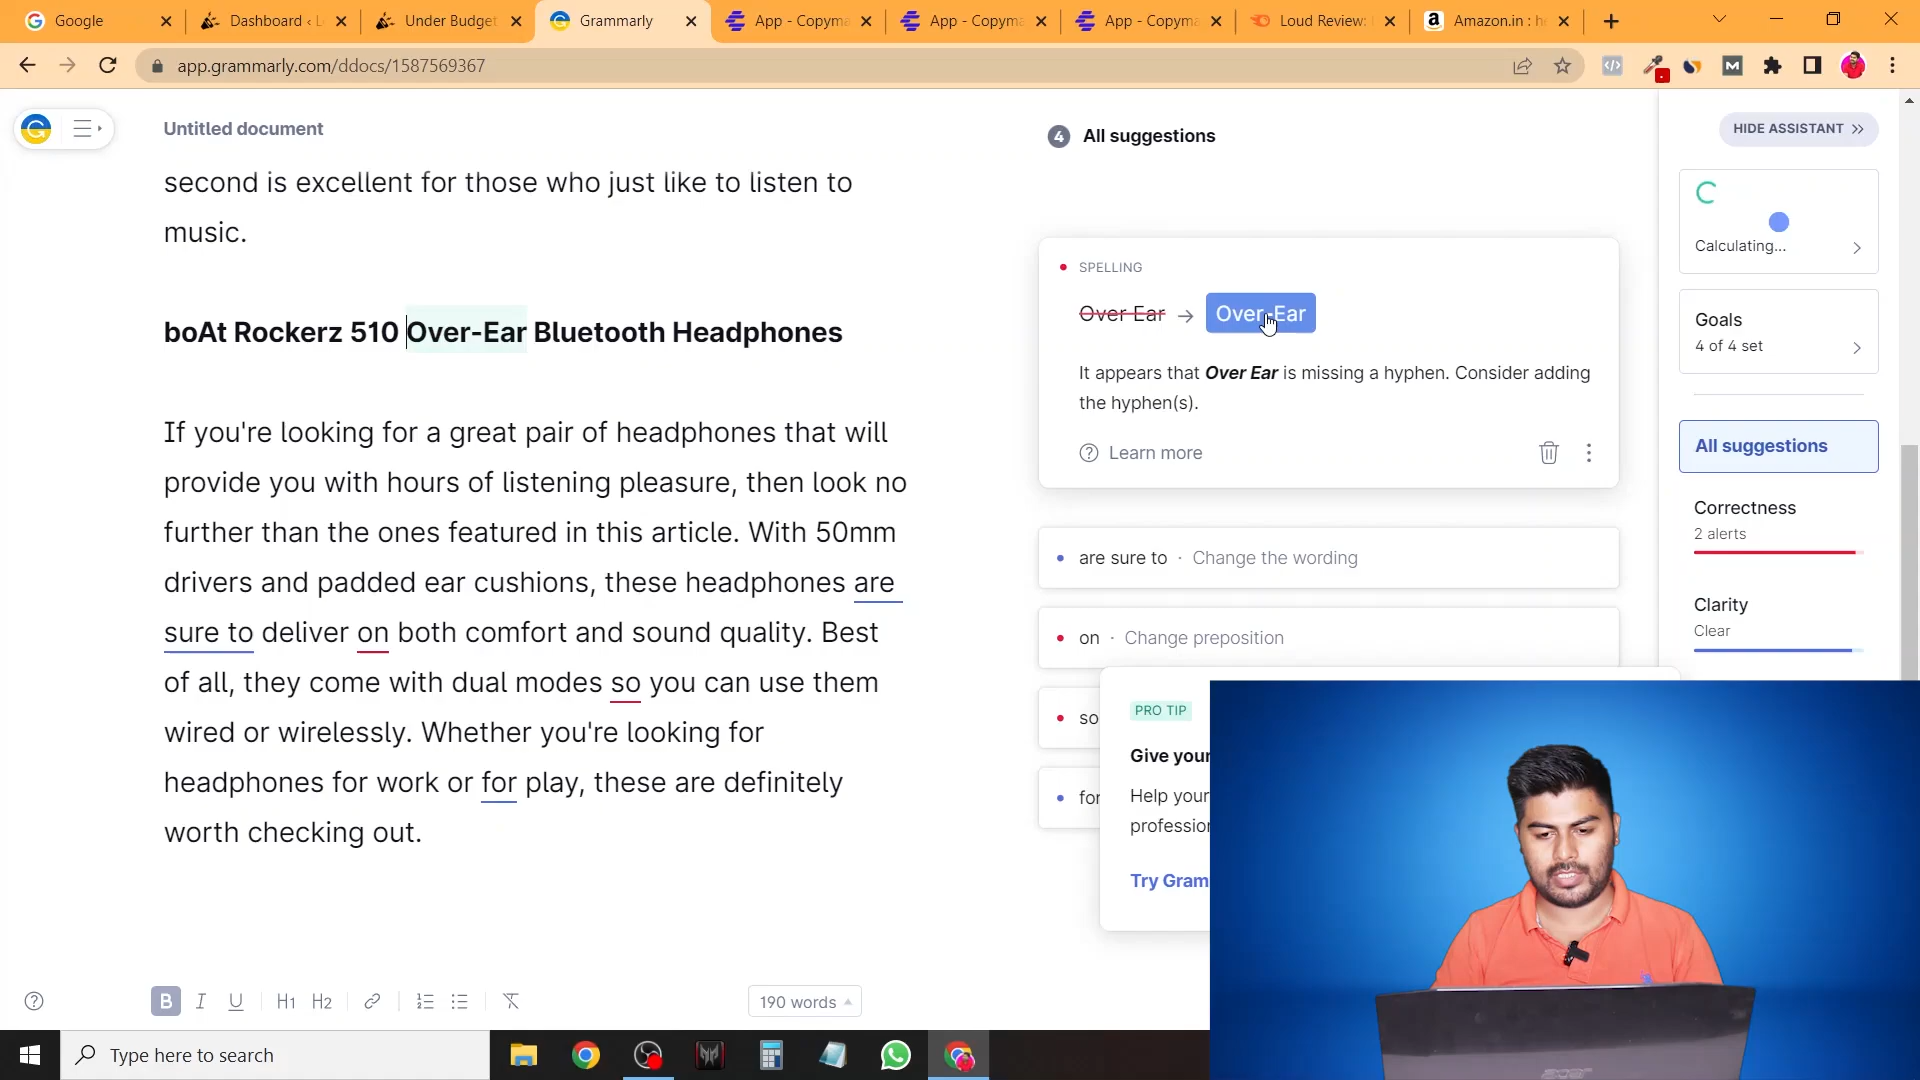 Google
Dashboard ‹ L
Under Budget
Grammarly
App - Copyma
App - Copyma
App - Copyma
Loud Review:
Amazon.in : he
app.grammarly.com/ddocs/1587569367
Untitled document
second is excellent for those who just like to listen to
music.
boAt Rockerz 510 Over-Ear Bluetooth Headphones
If you're looking for a great pair of headphones that will
provide you with hours of listening pleasure, then look no
further than the ones featured in this article. With 50mm
drivers and padded ear cushions, these headphones are
sure to deliver on both comfort and sound quality. Best
of all, they come with dual modes so you can use them
wired or wirelessly. Whether you're looking for
headphones for work or for play, these are definitely
worth checking out.
B I U H1 H2
190 words
4 All suggestions
SPELLING
Over Ear → Over-Ear
It appears that Over Ear is missing a hyphen. Consider adding
the hyphen(s).
Learn more
are sure to · Change the wording
on · Change preposition
so
for
PRO TIP
Give your
Help your
profession
Try Gram
HIDE ASSISTANT
Calculating...
Goals
4 of 4 set
All suggestions
Correctness
2 alerts
Clarity
Clear
Type here to search